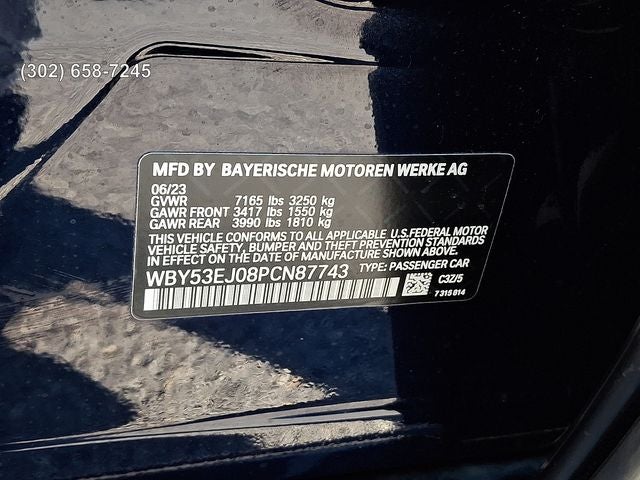 (302) 658-7245
MFD BY BAYERISCHE MOTOREN WERKE AG
06/23
GVWR 7165 lbs 3250 kg
GAWR FRONT 3417 lbs 1550 kg
GAWR REAR 3990 lbs 1810 kg
THIS VEHICLE CONFORMS TO ALL APPLICABLE U.S.FEDERAL MOTOR
VEHICLE SAFETY, BUMPER AND THEFT PREVENTION STANDARDS
IN EFFECT ON THE DATE OF MANUFACTURE SHOWN ABOVE.
WBY53EJ08PCN87743 TYPE: PASSENGER CAR
C3Z/5
7 315 014